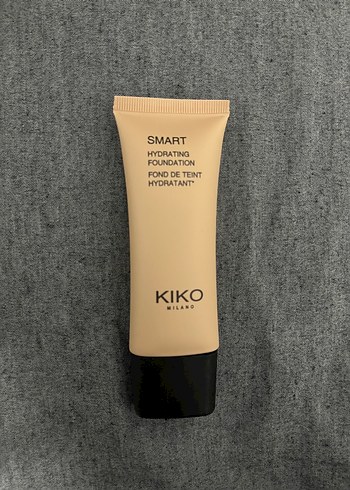 SMART
HYDRATING
FOUNDATION
FOND DE TEINT
HYDRATANT*
KIKO
MILANO